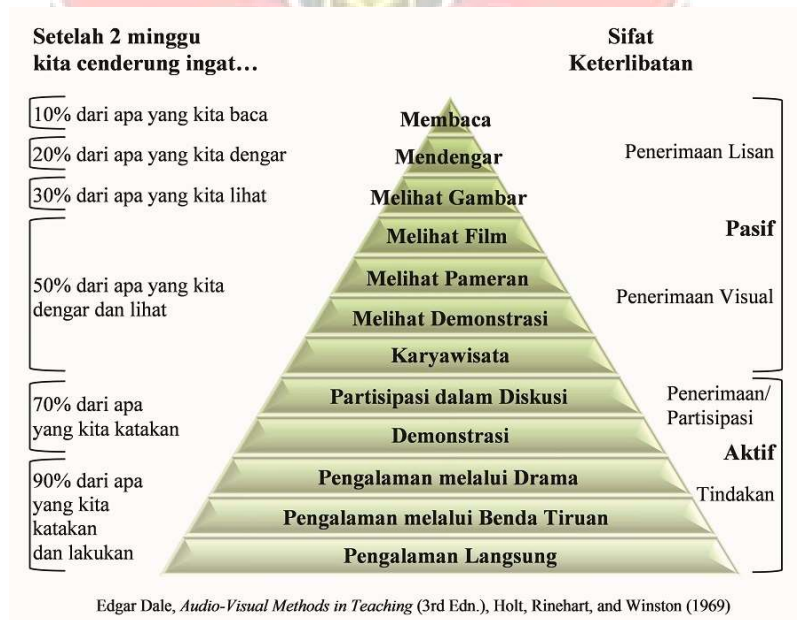 Setelah 2 minggu
kita cenderung ingat…
Sifat
Keterlibatan
10% dari apa yang kita baca
20% dari apa yang kita dengar
30% dari apa yang kita lihat
50% dari apa yang kita
dengar dan lihat
70% dari apa
yang kita katakan
90% dari apa
yang kita
katakan
dan lakukan
Membaca
Mendengar
Melihat Gambar
Melihat Film
Melihat Pameran
Melihat Demonstrasi
Karyawisata
Partisipasi dalam Diskusi
Demonstrasi
Pengalaman melalui Drama
Pengalaman melalui Benda Tiruan
Pengalaman Langsung
Penerimaan Lisan
Pasif
Penerimaan Visual
Penerimaan/
Partisipasi
Aktif
Tindakan
Edgar Dale, Audio-Visual Methods in Teaching (3rd Edn.), Holt, Rinehart, and Winston (1969)